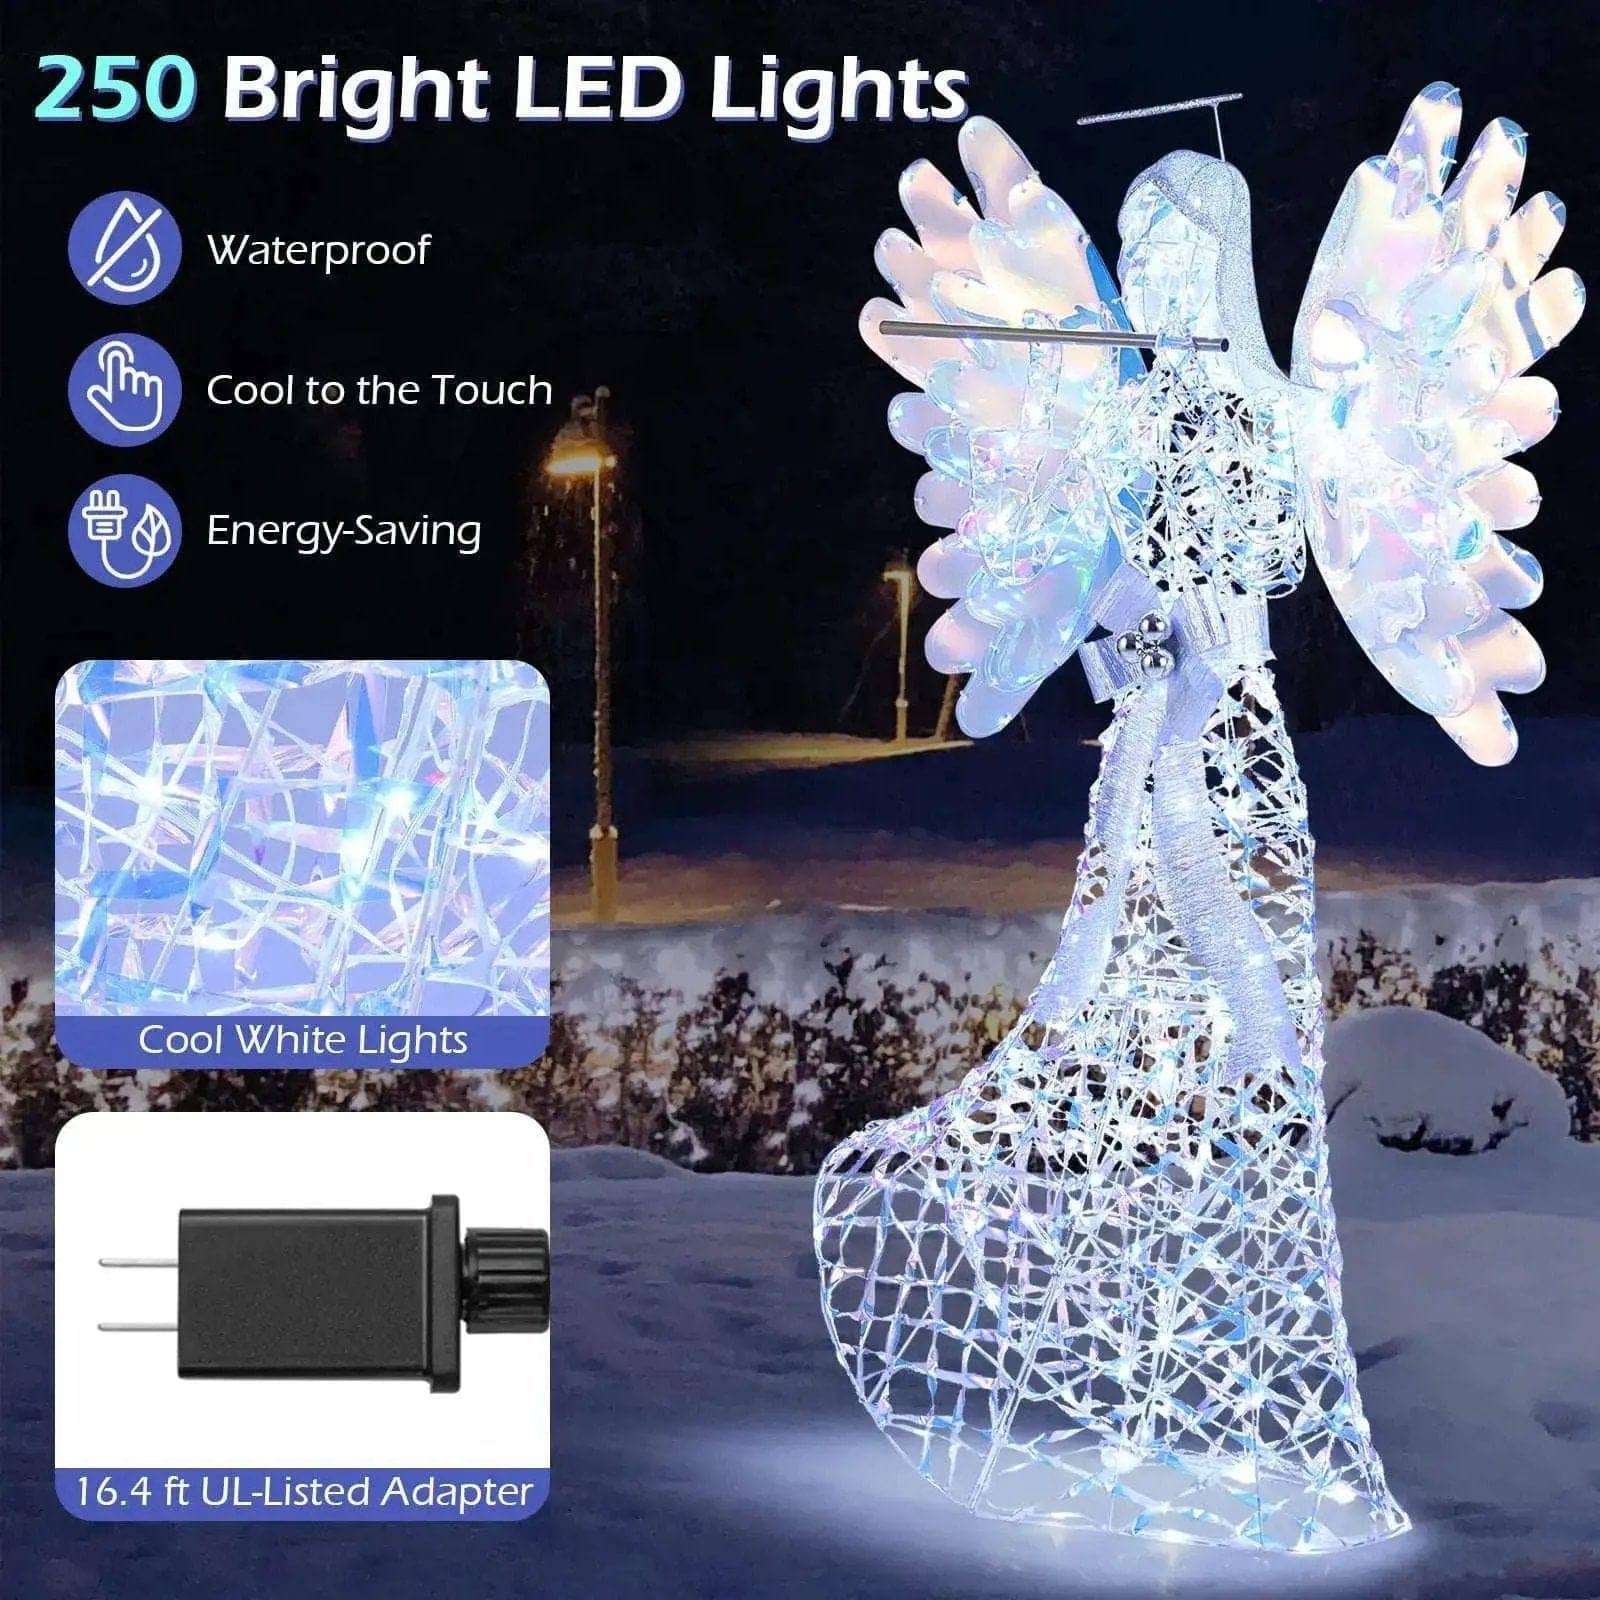 250 Bright LED Lights
Waterproof
Cool to the Touch
Energy-Saving
Cool White Lights
16.4 ft UL-Listed Adapter